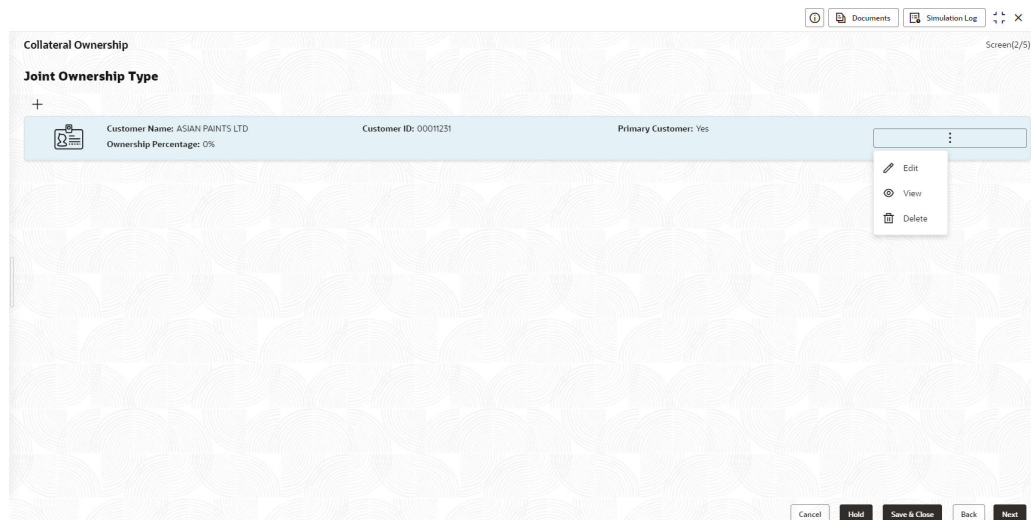 Documents Simulation Log
Collateral Ownership Screen(2/5)
Joint Ownership Type
Customer Name: ASIAN PAINTS LTD Customer ID: 00011231 Primary Customer: Yes
Ownership Percentage: 0%
Edit
View
Delete
Cancel Hold Save & Close Back Next